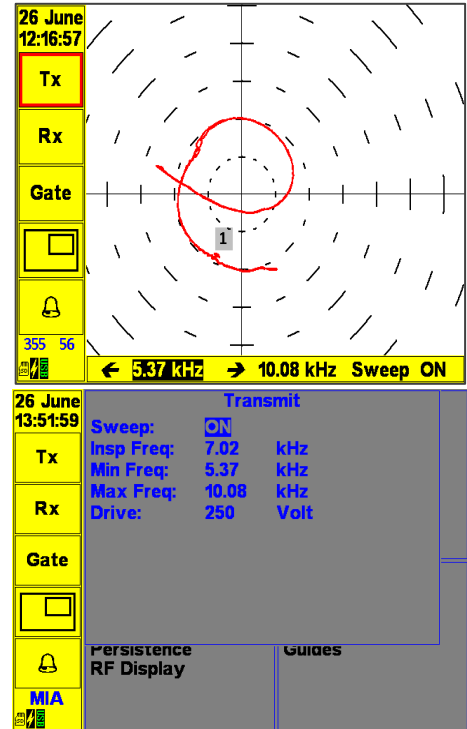 26 June
12:16:57
Tx
Rx
Gate
355 56
1
← 5.37 kHz → 10.08 kHz Sweep ON
26 June
13:51:59
Tx
Rx
Gate
MIA
Transmit
Sweep: ON
Insp Freq: 7.02 kHz
Min Freq: 5.37 kHz
Max Freq: 10.08 kHz
Drive: 250 Volt
Persistence Guides
RF Display